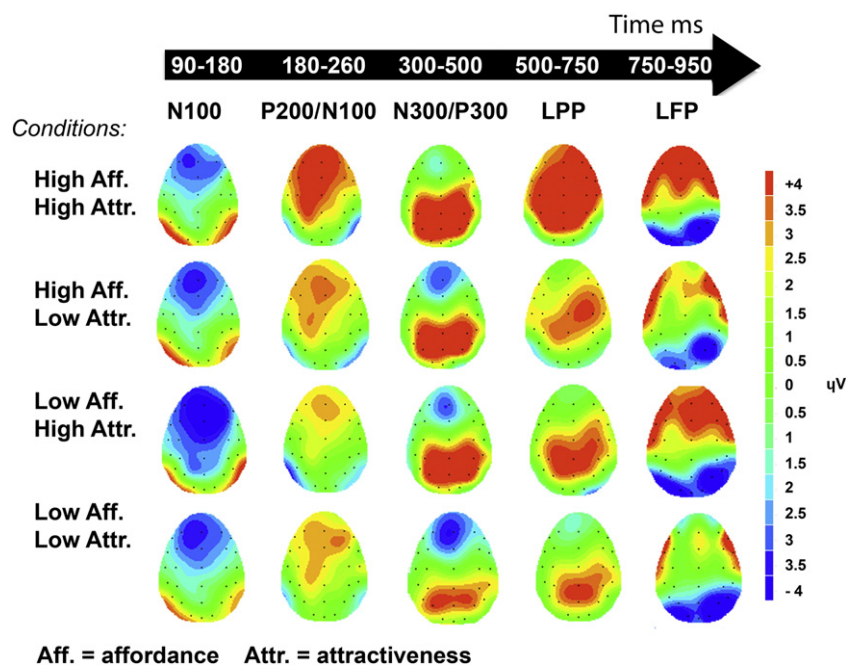 Time ms
90-180 180-260 300-500 500-750 750-950
N100 P200/N100 N300/P300 LPP LFP
Conditions:
High Aff.
High Attr.
High Aff.
Low Attr.
Low Aff.
High Attr.
Low Aff.
Low Attr.
+4
3.5
3
2.5
2
1.5
1
0.5
0
0.5
1
1.5
2
2.5
3
3.5
- 4
ųV
Aff. = affordance Attr. = attractiveness